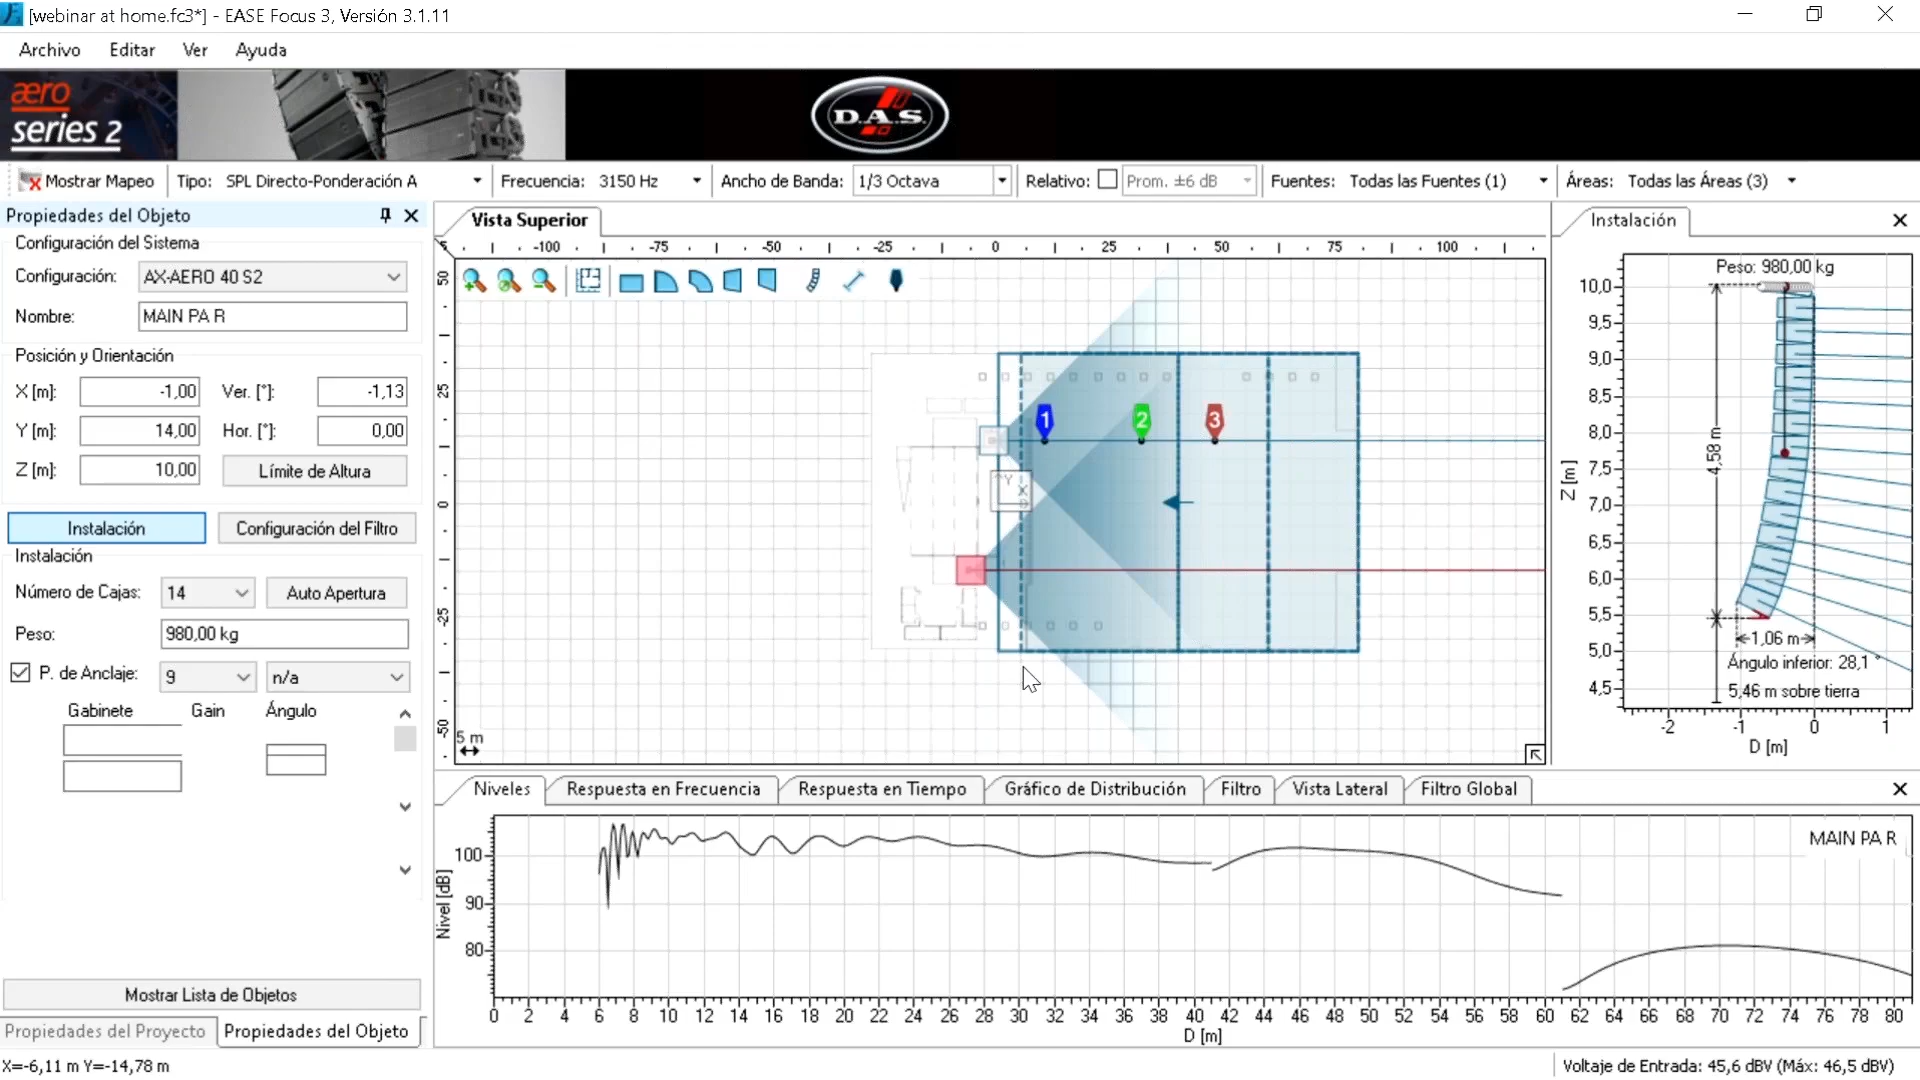 [webinar at home.fc3*] - EASE Focus 3, Versión 3.1.11
Archivo Editar Ver Ayuda
aero
series 2
D.A.S.
Mostrar Mapeo Tipo: SPL Directo-Ponderación A Frecuencia: 3150 Hz Ancho de Banda: 1/3 Octava Relativo: Prom. ±6 dB Fuentes: Todas las Fuentes (1) Áreas: Todas las Áreas (3)
Propiedades del Objeto
Configuración del Sistema
Configuración: AX-AERO 40 S2
Nombre: MAIN PA R
Posición y Orientación
X [m]: -1,00 Ver. [°]: -1,13
Y [m]: 14,00 Hor. [°]: 0,00
Z [m]: 10,00 Límite de Altura
Instalación Configuración del Filtro
Instalación
Número de Cajas: 14 Auto Apertura
Peso: 980,00 kg
P. de Anclaje: 9 n/a
Gabinete Gain Ángulo
Mostrar Lista de Objetos
Propiedades del Proyecto Propiedades del Objeto
X=-6,11 m Y=-14,78 m
Vista Superior
-100 -75 -50 -25 0 25 50 75 100
50
25
0
-25
-50
1 2 3
Y
X
5 m
Instalación
Peso: 980,00 kg
10,0
9,5
9,0
8,5
8,0
7,5
7,0
6,5
6,0
5,5
5,0
4,5
Z [m]
4,58 m
1,06 m
Ángulo inferior: 28,1 °
5,46 m sobre tierra
-2 -1 0 1
D [m]
Niveles Respuesta en Frecuencia Respuesta en Tiempo Gráfico de Distribución Filtro Vista Lateral Filtro Global
MAIN PA R
100
90
80
Nivel [dB]
0 2 4 6 8 10 12 14 16 18 20 22 24 26 28 30 32 34 36 38 40 42 44 46 48 50 52 54 56 58 60 62 64 66 68 70 72 74 76 78 80
D [m]
Voltaje de Entrada: 45,6 dBV (Máx: 46,5 dBV)